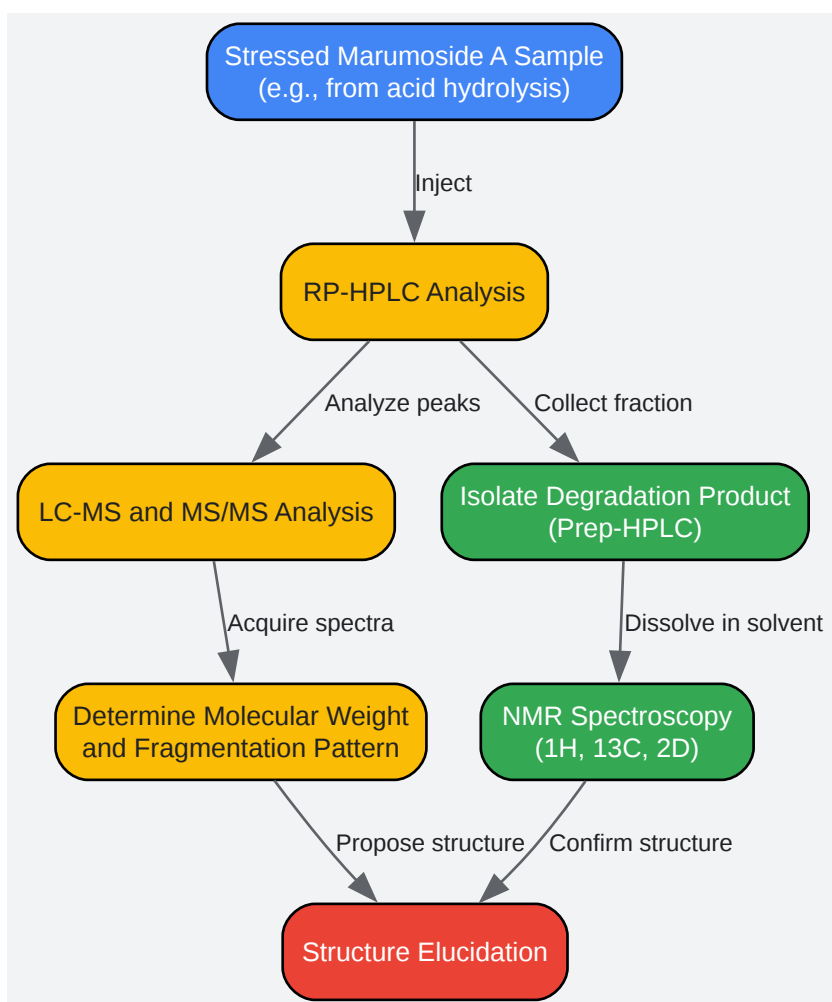 Stressed Marumoside A Sample
(e.g., from acid hydrolysis)
Inject
RP-HPLC Analysis
Analyze peaks
Collect fraction
LC-MS and MS/MS Analysis
Isolate Degradation Product
(Prep-HPLC)
Acquire spectra
Dissolve in solvent
Determine Molecular Weight
and Fragmentation Pattern
NMR Spectroscopy
(1H, 13C, 2D)
Propose structure
Confirm structure
Structure Elucidation